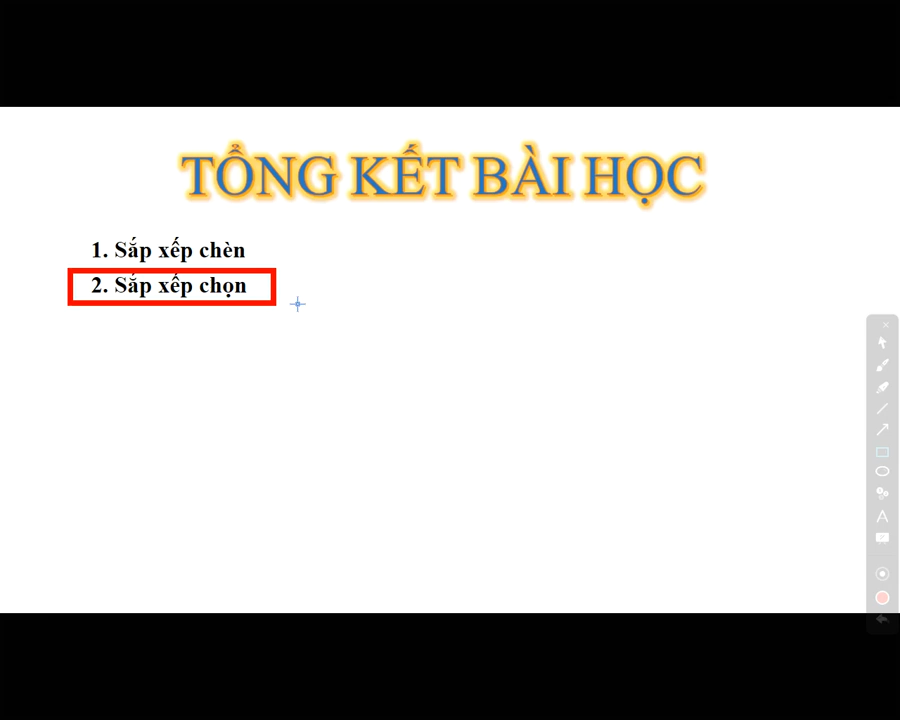 TỔNG KẾT BÀI HỌC
1. Sắp xếp chèn
2. Sắp xếp chọn